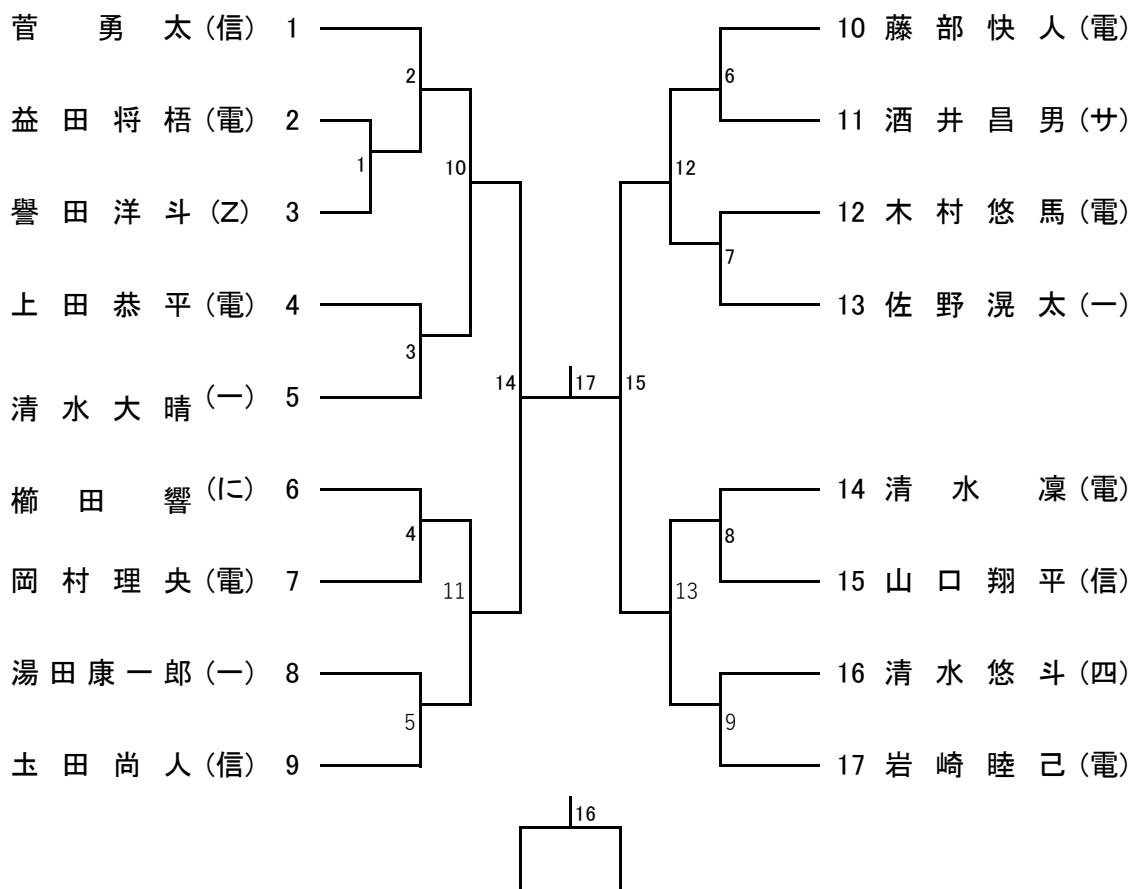 菅勇太(信) 1
2
益田将梧(電) 2
1
10
譽田洋斗(Z) 3
上田恭平(電) 4
3
14
清水大晴(一) 5
櫛田響(に) 6
4
岡村理央(電) 7
11
湯田康一郎(一) 8
5
圡田尚人(信) 9
17
16
10 藤部快人(電)
6
11 酒井昌男(サ)
12
12 木村悠馬(電)
7
13 佐野滉太(一)
15
14 清水凜(電)
8
15 山口翔平(信)
13
16 清水悠斗(四)
9
17 岩崎睦己(電)